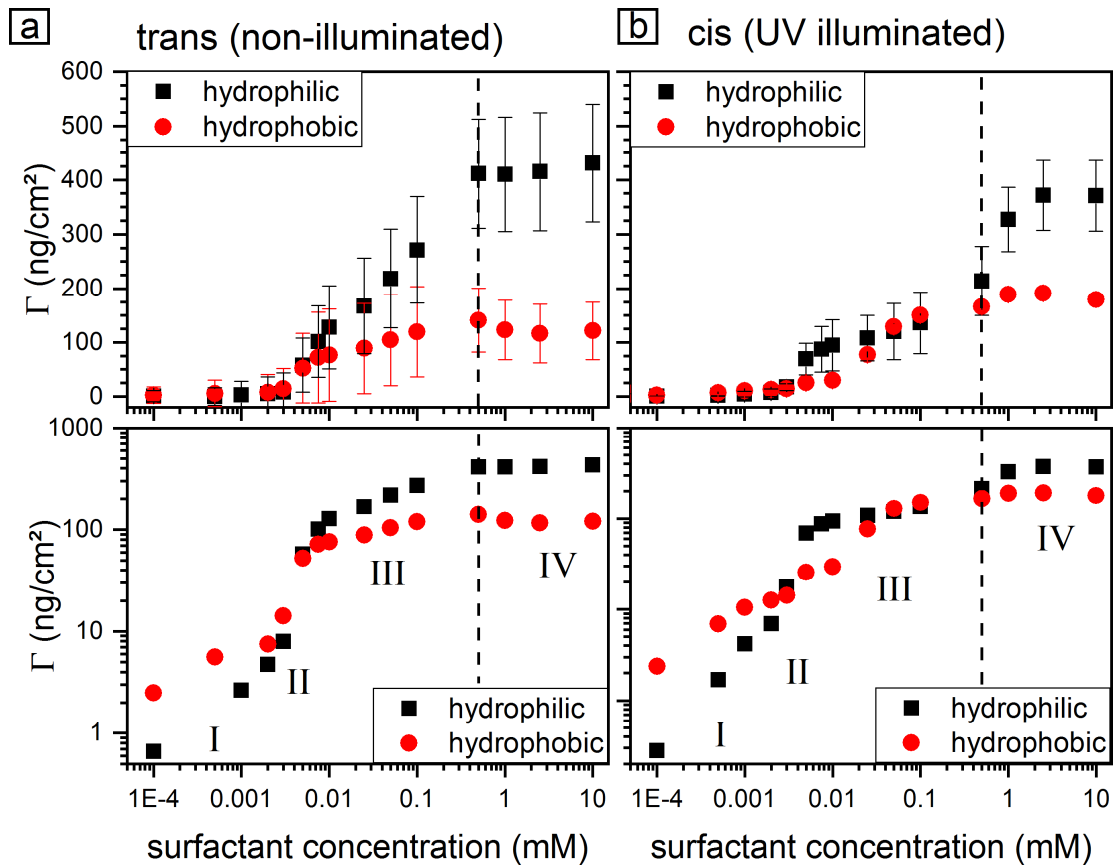 a trans (non-illuminated)
b cis (UV illuminated)
hydrophilic
hydrophobic
hydrophilic
hydrophobic
600
500
400
300
200
100
0
Γ (ng/cm²)
1000
100
10
1
Γ (ng/cm²)
I
II
III
IV
I
II
III
IV
hydrophilic
hydrophobic
hydrophilic
hydrophobic
1E−4 0.001 0.01 0.1 1 10
1E−4 0.001 0.01 0.1 1 10
surfactant concentration (mM)
surfactant concentration (mM)